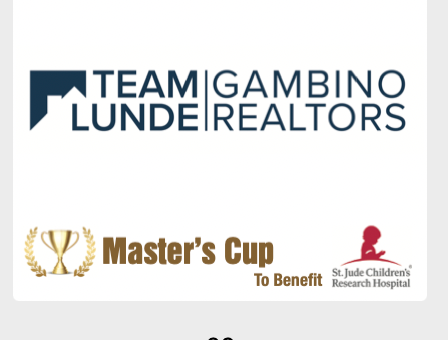 TEAM GAMBINO
LUNDE REALTORS
Master's Cup
To Benefit
St. Jude Children's
Research Hospital